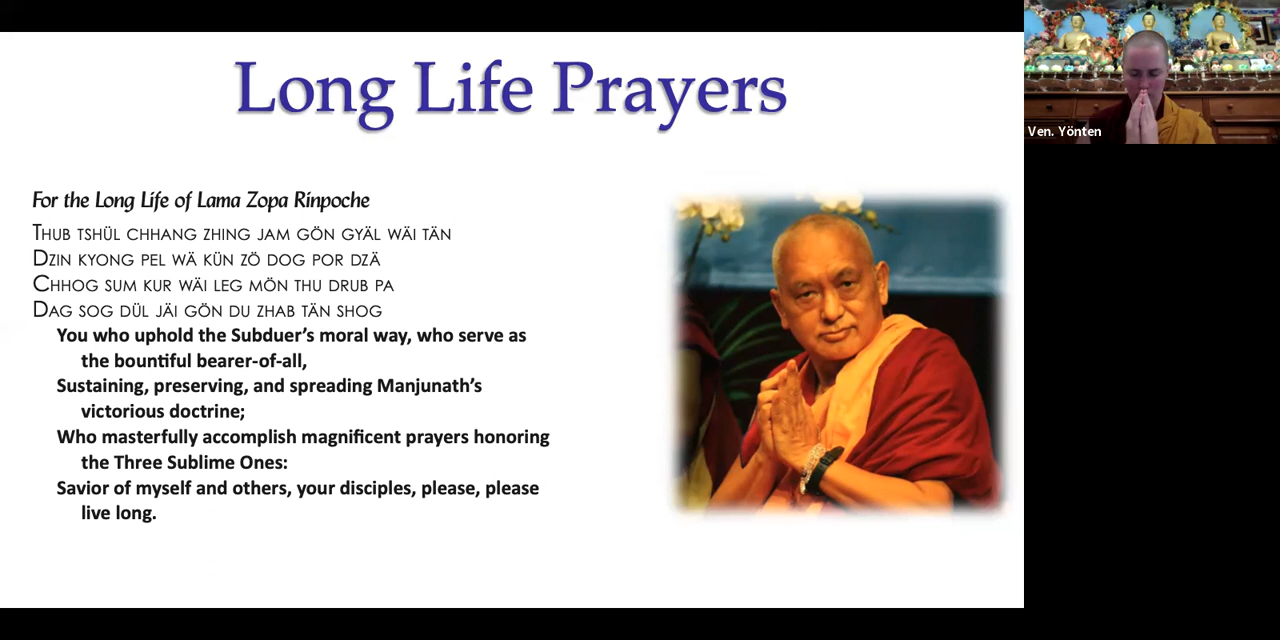 Long Life Prayers
For the Long Life of Lama Zopa Rinpoche
THUB TSHÜL CHHANG ZHING JAM GÖN GYÄL WÄI TÄN
DZIN KYONG PEL WÄ KÜN ZÖ DOG POR DZÄ
CHHOG SUM KUR WÄI LEG MÖN THU DRUB PA
DAG SOG DÜL JÄI GÖN DU ZHAB TÄN SHOG
You who uphold the Subduer's moral way, who serve as
the bountiful bearer-of-all,
Sustaining, preserving, and spreading Manjunath's
victorious doctrine;
Who masterfully accomplish magnificent prayers honoring
the Three Sublime Ones:
Savior of myself and others, your disciples, please, please
live long.
Ven. Yönten